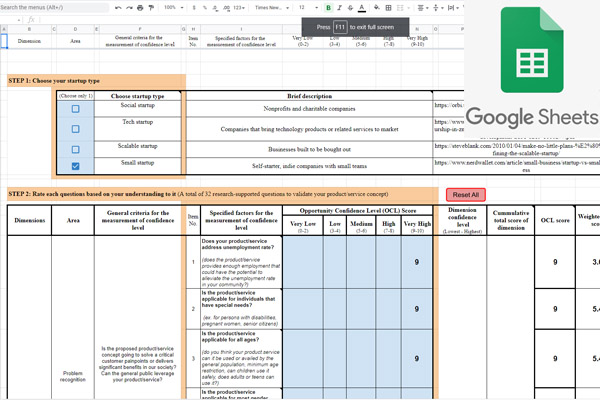 Search the menus (Alt+/)
100%
$
%
.0
.00
123
Times New...
12
B
I
S
A
Press F11 to exit full screen
fx
A
B
D
E
F
G
H
I
Dimension
Area
General criteria for the
measurement of confidence level
Item
No.
Specified factors for the
measurement of confidence level
Very Low
(0-2)
Low
(3-4)
Medium
(5-6)
High
(7-8)
Very High
(9-10)
Google Sheets
STEP 1: Choose your startup type
(Choose only 1)
Choose startup type
Brief description
Social startup
Nonprofits and charitable companies
https://orbs.
Tech startup
Companies that bring technology products or related services to market
https://www
urship-in-zm
Scalable startup
Businesses built to be bought out
https://steveblank.com/2010/01/04/make-no-little-plans-%E2%80%
fining-the-scalable-startup/
Small startup
Self-starter, indie companies with small teams
https://www.nerdwallet.com/article/small-business/startup-vs-smal
ess
STEP 2: Rate each questions based on your understanding to it (A total of 32 research-supported questions to validate your product/service concept)
Reset All
Dimensions
Area
General criteria for the
measurement of confidence
level
Item
No.
Specified factors for the
measurement of confidence
level
Opportunity Confidence Level (OCL) Score
Very Low
(0-2)
Low
(3-4)
Medium
(5-6)
High
(7-8)
Very High
(9-10)
Dimension
confidence
level
(Lowest - Highest)
Cummulative
total score of
dimension
OCL score
Weighte
score
1
Does your product/service
address unemployment rate?
(does the product/service
provided enough employment that
could have the potential to
alleviate the unemployment rate
in your community?)
9
9
3.6
2
Is the product/service
applicable for individuals that
have special needs?
(ex. for persons with disabilities,
pregnant women, senior citizens)
9
9
5.4
3
Is the product/service
applicable for all ages?
(do you think your product service
can it be used or availed by the
general population, minimum age
restriction, can children use it
safely, does adults or teens can
use it?)
9
9
5.4
Problem
recognition
Is the proposed product/service
concept going to solve a critical
customer painpoints or delivers
significant benefits in our society?
Can the general public leverage
your product/service?
Is the product/service
applicable for most gender